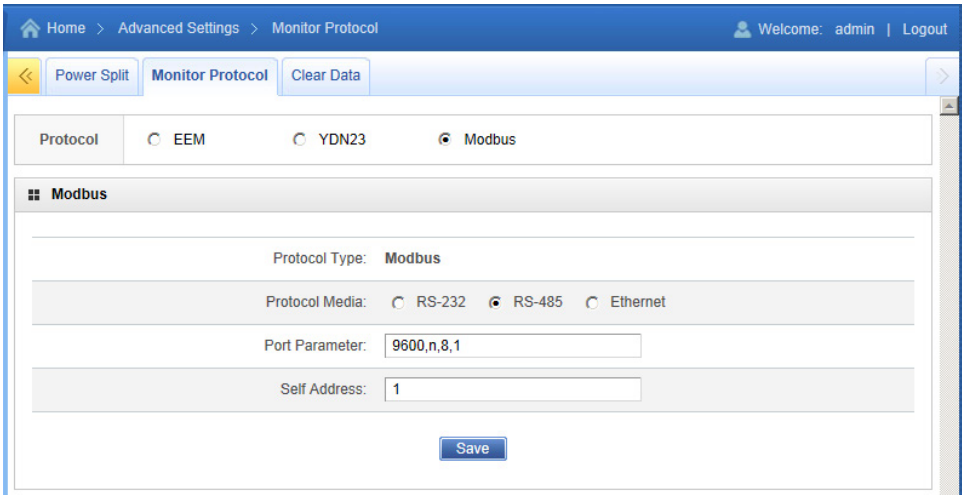 Home > Advanced Settings > Monitor Protocol Welcome: admin | Logout
Power Split Monitor Protocol Clear Data
Protocol EEM YDN23 Modbus
Modbus
Protocol Type: Modbus
Protocol Media: RS-232 RS-485 Ethernet
Port Parameter: 9600,n,8,1
Self Address: 1
Save